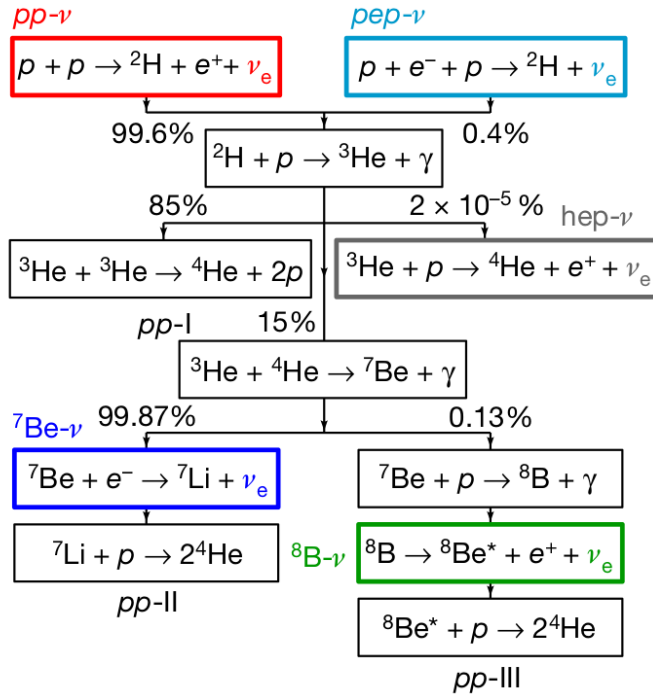 pp-ν
pep-ν
p + p → ²H + e⁺+ νₑ
p + e⁻ + p → ²H + νₑ
99.6%
0.4%
²H + p → ³He + γ
85%
2 × 10⁻⁵ %
hep-ν
³He + ³He → ⁴He + 2p
³He + p → ⁴He + e⁺ + νₑ
pp-I
15%
³He + ⁴He → ⁷Be + γ
⁷Be-ν
99.87%
0.13%
⁷Be + e⁻ → ⁷Li + νₑ
⁷Be + p → ⁸B + γ
⁷Li + p → 2⁴He
⁸B-ν
⁸B → ⁸Be* + e⁺ + νₑ
pp-II
⁸Be* + p → 2⁴He
pp-III